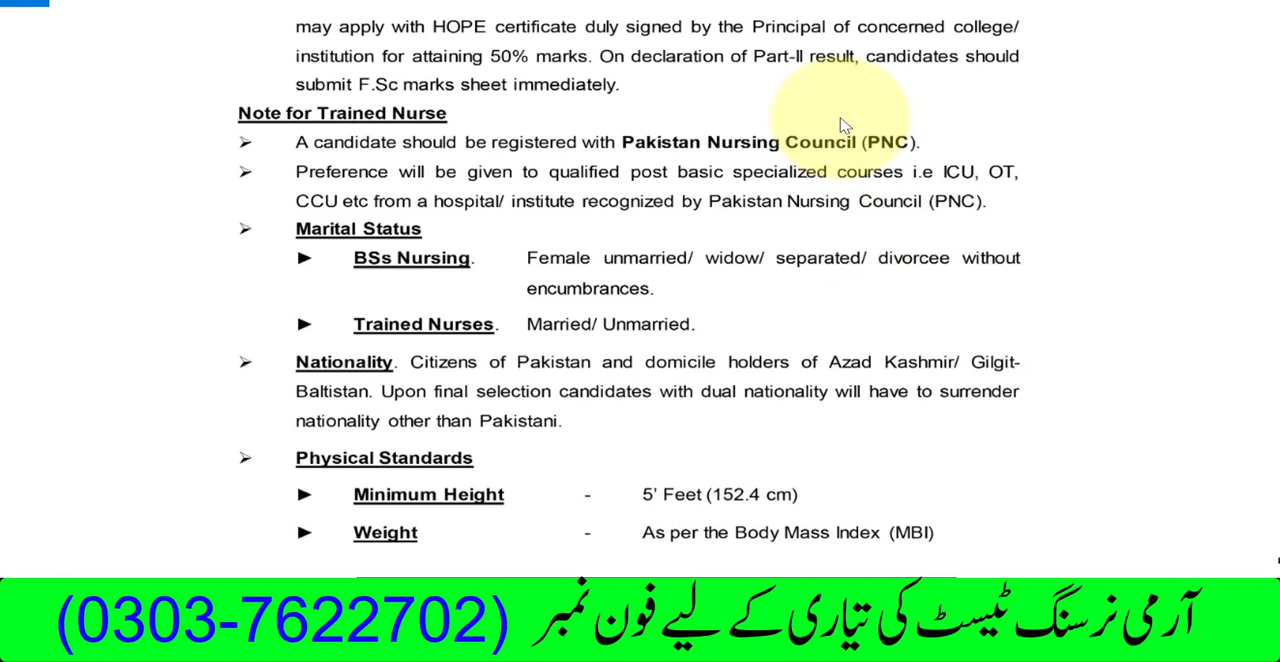 may apply with HOPE certificate duly signed by the Principal of concerned college/
institution for attaining 50% marks. On declaration of Part-II result, candidates should
submit F.Sc marks sheet immediately.
Note for Trained Nurse
➢ A candidate should be registered with Pakistan Nursing Council (PNC).
➢ Preference will be given to qualified post basic specialized courses i.e ICU, OT,
CCU etc from a hospital/ institute recognized by Pakistan Nursing Council (PNC).
➢ Marital Status
► BSs Nursing. Female unmarried/ widow/ separated/ divorcee without
encumbrances.
► Trained Nurses. Married/ Unmarried.
➢ Nationality. Citizens of Pakistan and domicile holders of Azad Kashmir/ Gilgit-
Baltistan. Upon final selection candidates with dual nationality will have to surrender
nationality other than Pakistani.
➢ Physical Standards
► Minimum Height - 5’ Feet (152.4 cm)
► Weight - As per the Body Mass Index (MBI)
آرمی نرسنگ ٹیسٹ کی تیاری کے لیے فون نمبر (0303-7622702)